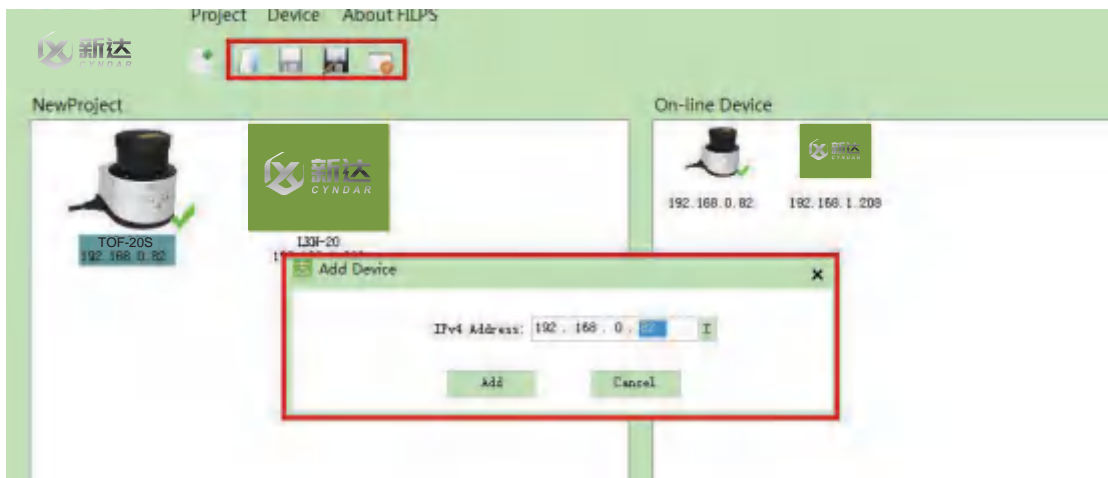 Project Device About HLPS
新达
CYNDAR
NewProject
On-line Device
新达
CYNDAR
新达
CYNDAR
TOF-20S
192.168.0.82
192.168.0.82
192.168.1.208
Add Device
IPv4 Address: 192 . 168 . 0 . 82
Add
Cancel